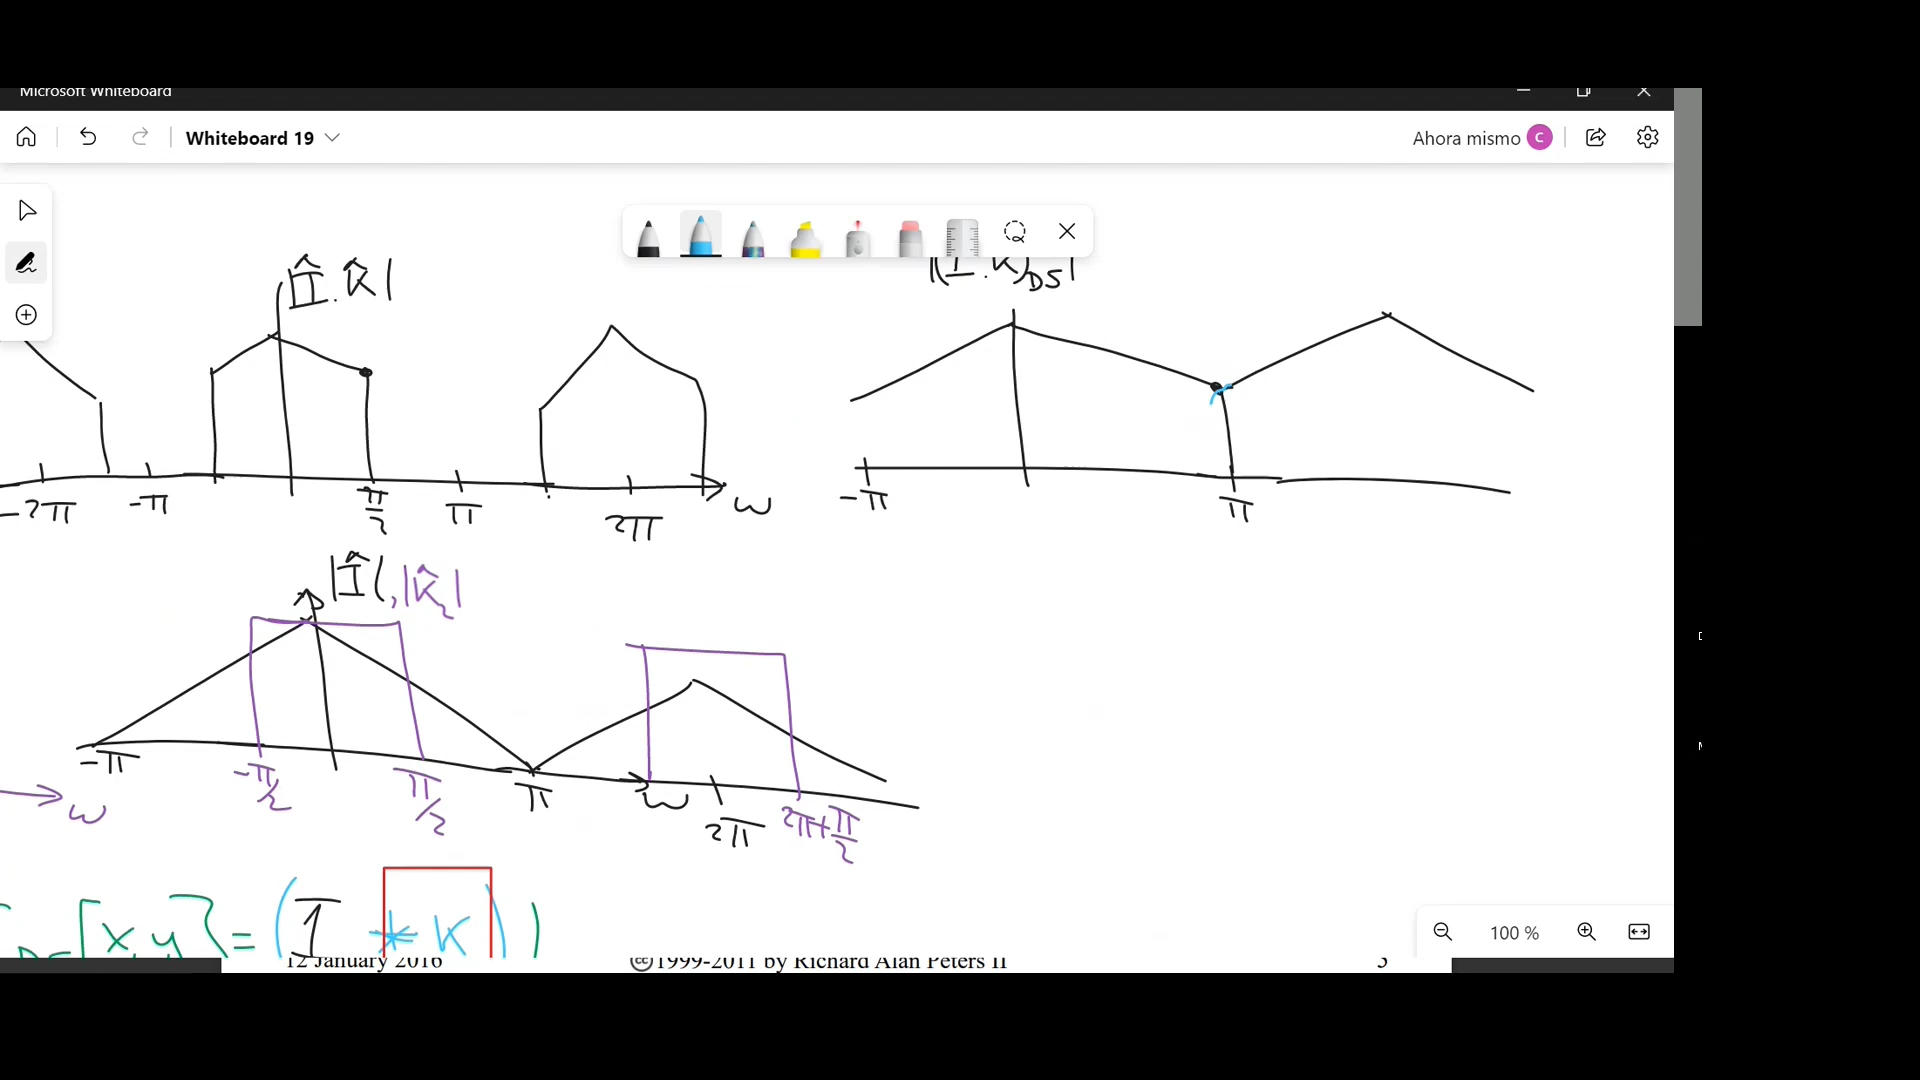 Microsoft Whiteboard
Whiteboard 19
Ahora mismo C
|Î.K̂|
|(I.K)DS|
-2π -π π/2 π 2π ω
-π π
|Î|, |K̂₂|
-π -π/2 π/2 π ω 2π 2π+π/2
ω
[x,y] = (I * K))
12 January 2016 1999-2011 by Richard Alan Peters II
100 %